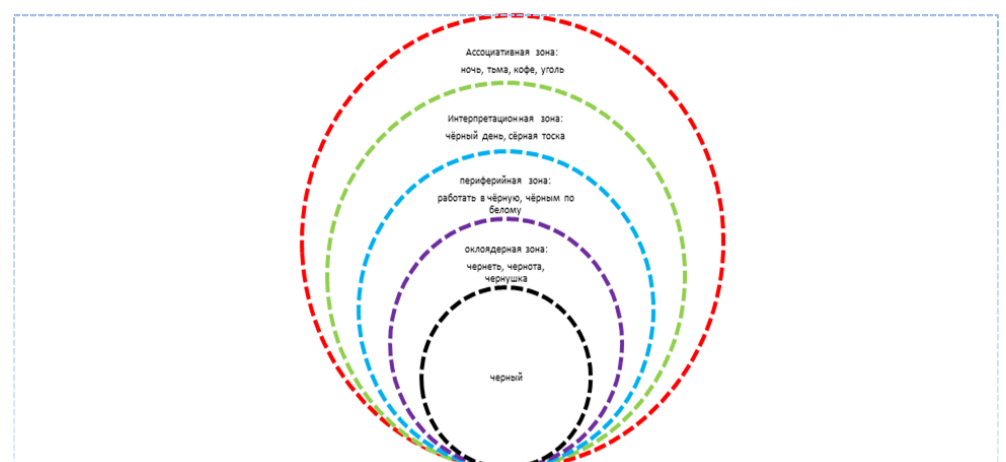 Ассоциативная зона:
ночь, тьма, кофе, уголь
Интерпретационная зона:
чёрный день, сёрная тоска
периферийная зона:
работать в чёрную, чёрным по
белому
оклоядерная зона:
чернеть, чернота,
чернушка
черный